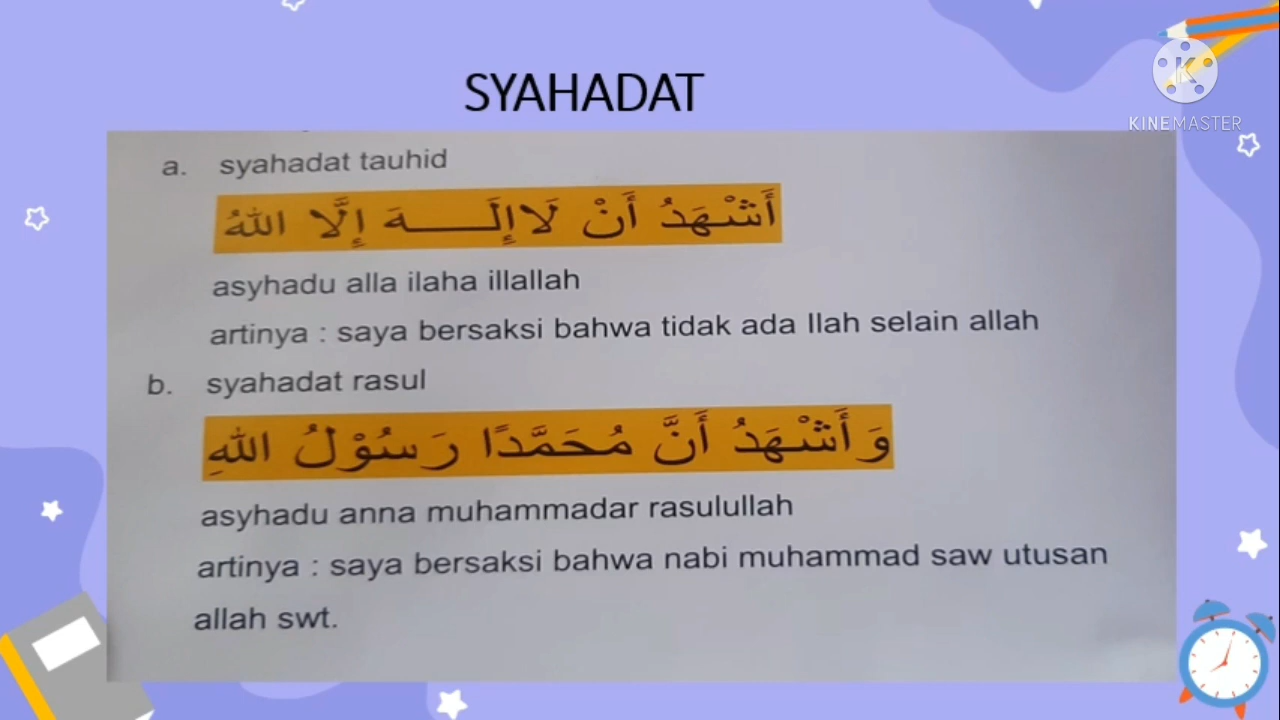 SYAHADAT
KINEMASTER
a. syahadat tauhid
أَشْهَدُ أَنْ لَاإِلَـــــهَ إِلَّا اللهُ
asyhadu alla ilaha illallah
artinya : saya bersaksi bahwa tidak ada Ilah selain allah
b. syahadat rasul
وَأَشْهَدُ أَنَّ مُحَمَّدًا رَسُوْلُ اللهِ
asyhadu anna muhammadar rasulullah
artinya : saya bersaksi bahwa nabi muhammad saw utusan
allah swt.